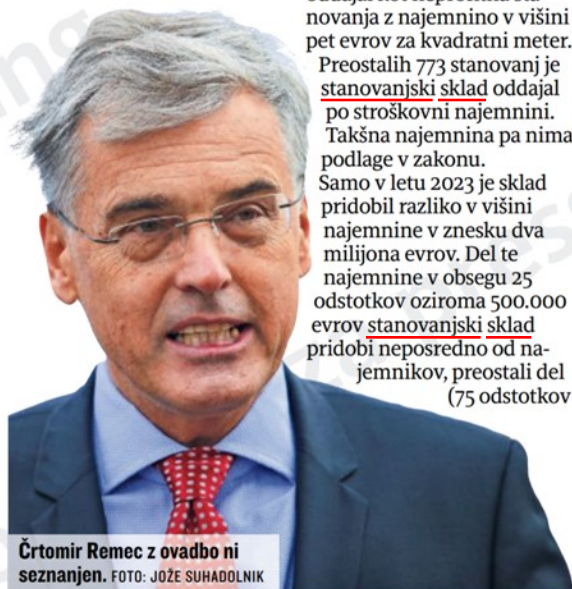 novanja z najemnino v višini
pet evrov za kvadratni meter.
Preostalih 773 stanovanj je
stanovanjski sklad oddajal
po stroškovni najemnini.
Takšna najemnina pa nima
podlage v zakonu.
Samo v letu 2023 je sklad
pridobil razliko v višini
najemnine v znesku dva
milijona evrov. Del te
najemnine v obsegu 25
odstotkov oziroma 500.000
evrov stanovanjski sklad
pridobi neposredno od na-
jemnikov, preostali del
(75 odstotkov
Črtomir Remec z ovadbo ni
seznanjen. FOTO: JOŽE SUHADOLNIK